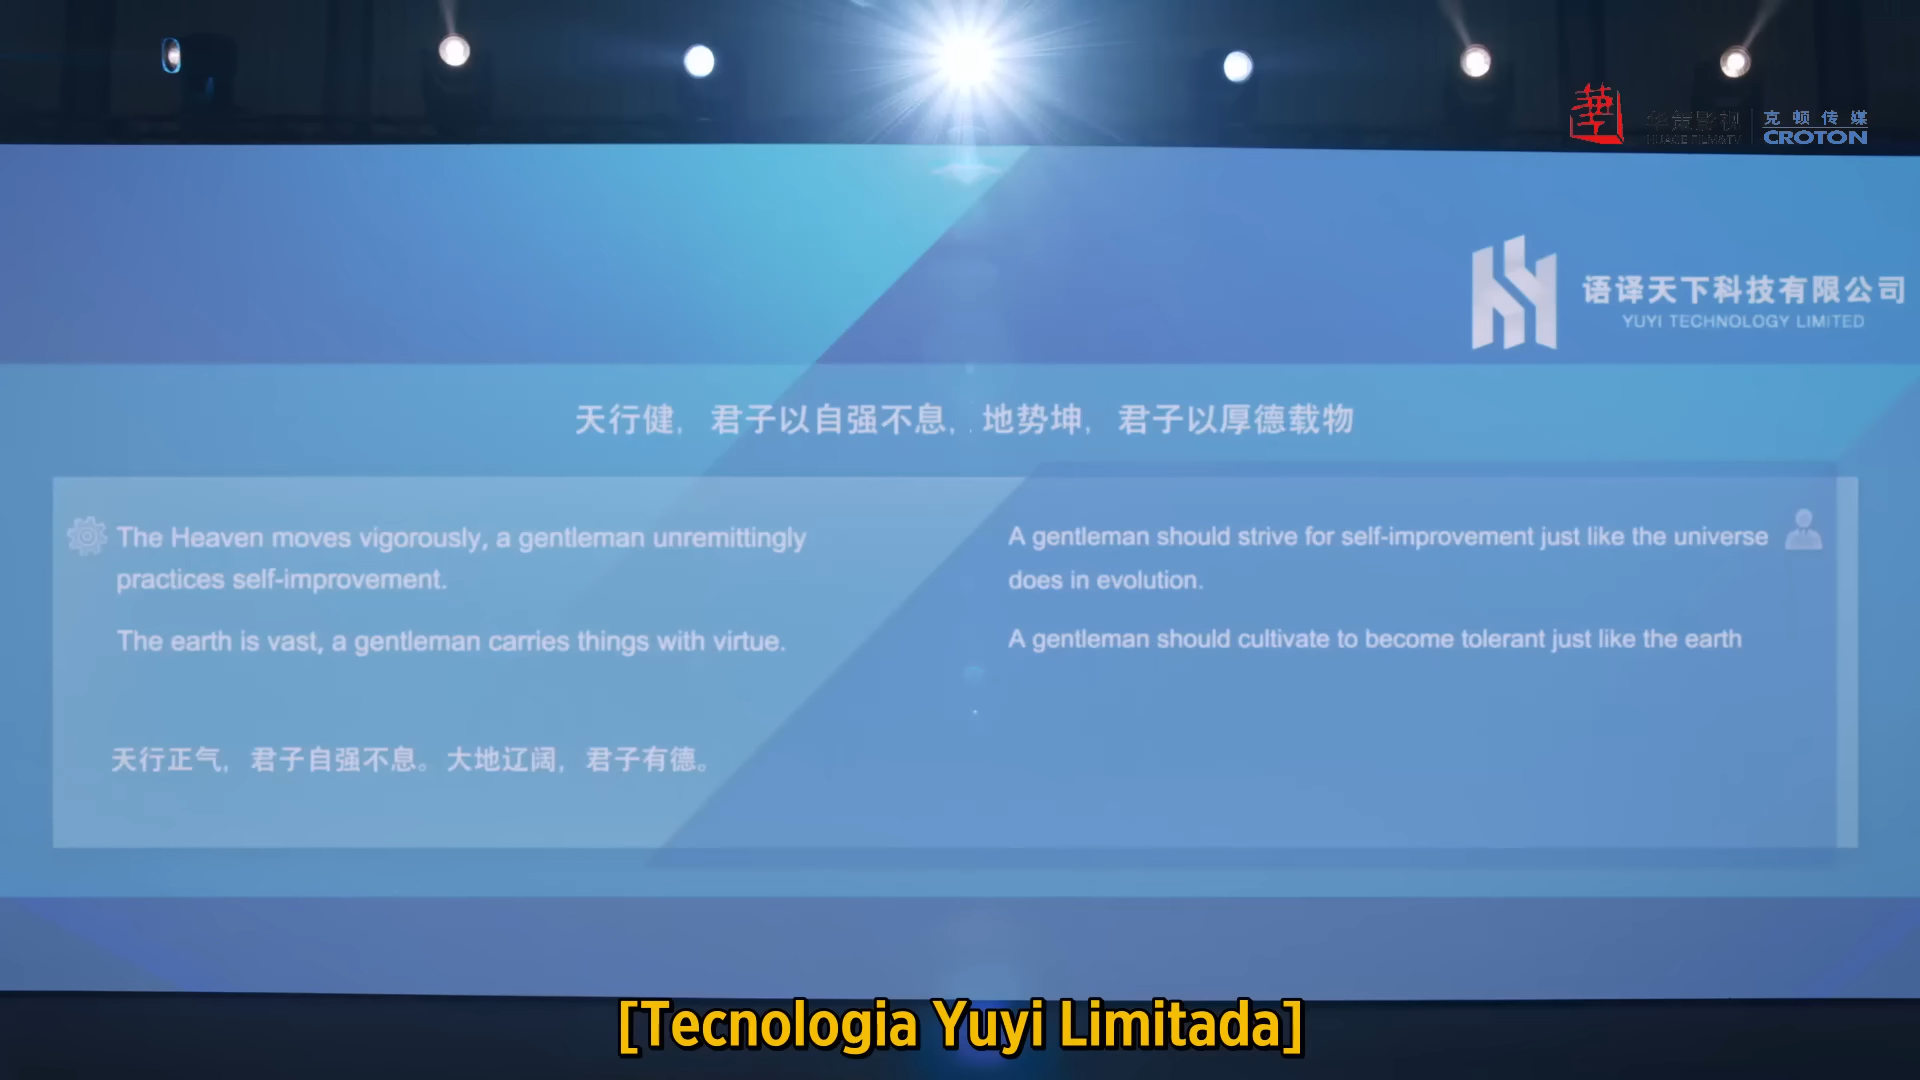 克顿传媒
CROTON
语译天下科技有限公司
YUYI TECHNOLOGY LIMITED
天行健, 君子以自强不息, 地势坤, 君子以厚德载物
The Heaven moves vigorously, a gentleman unremittingly
practices self-improvement.
The earth is vast, a gentleman carries things with virtue.
天行正气, 君子自强不息。大地辽阔, 君子有德。
A gentleman should strive for self-improvement just like the universe
does in evolution.
A gentleman should cultivate to become tolerant just like the earth
[Tecnologia Yuyi Limitada]